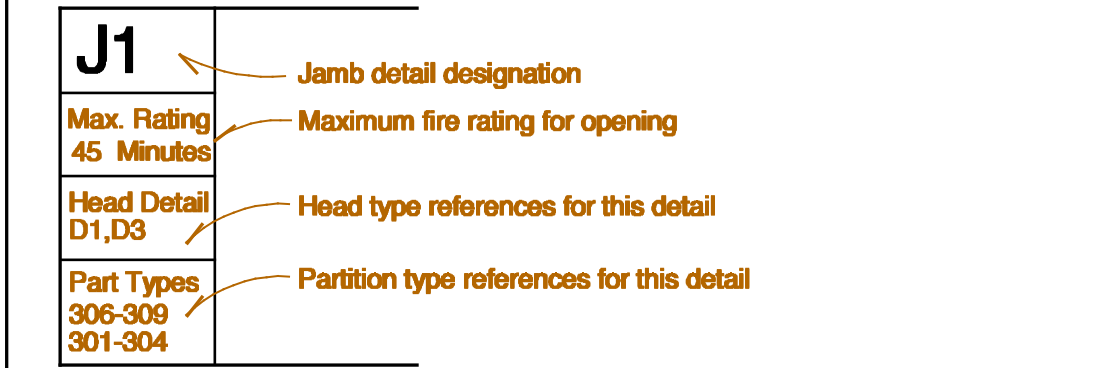 J1
Jamb detail designation
Max. Rating
45 Minutes
Maximum fire rating for opening
Head Detail
D1,D3
Head type references for this detail
Part Types
306-309
301-304
Partition type references for this detail